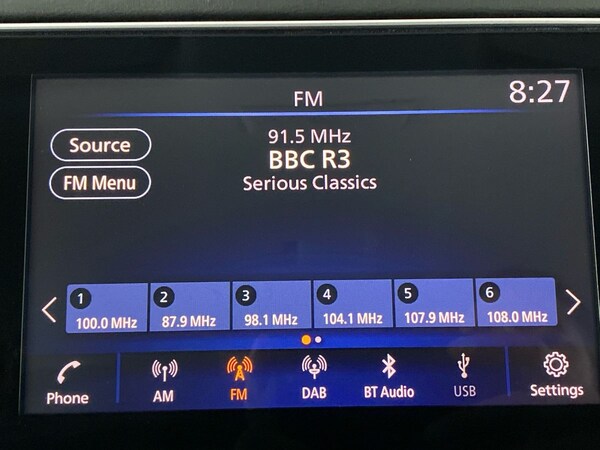 FM
8:27
Source
FM Menu
91.5 MHz
BBC R3
Serious Classics
1
100.0 MHz
2
87.9 MHz
3
98.1 MHz
4
104.1 MHz
5
107.9 MHz
6
108.0 MHz
Phone
AM
FM
DAB
BT Audio
USB
Settings